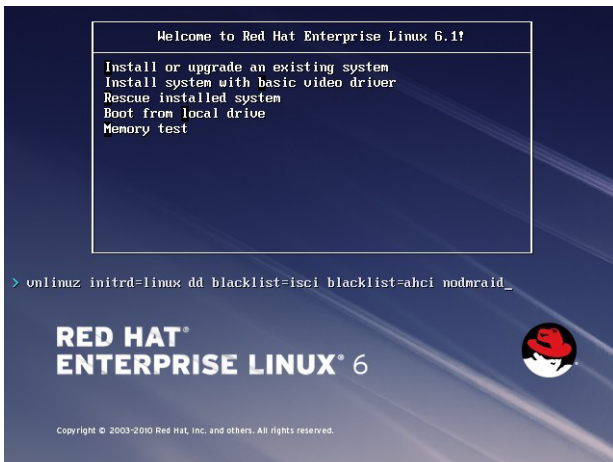 Welcome to Red Hat Enterprise Linux 6.1!
Install or upgrade an existing system
Install system with basic video driver
Rescue installed system
Boot from local drive
Memory test
> vnlinuz initrd=linux dd blacklist=isci blacklist=ahci nodmraid_
RED HAT®
ENTERPRISE LINUX® 6
Copyright © 2003-2010 Red Hat, Inc. and others. All rights reserved.